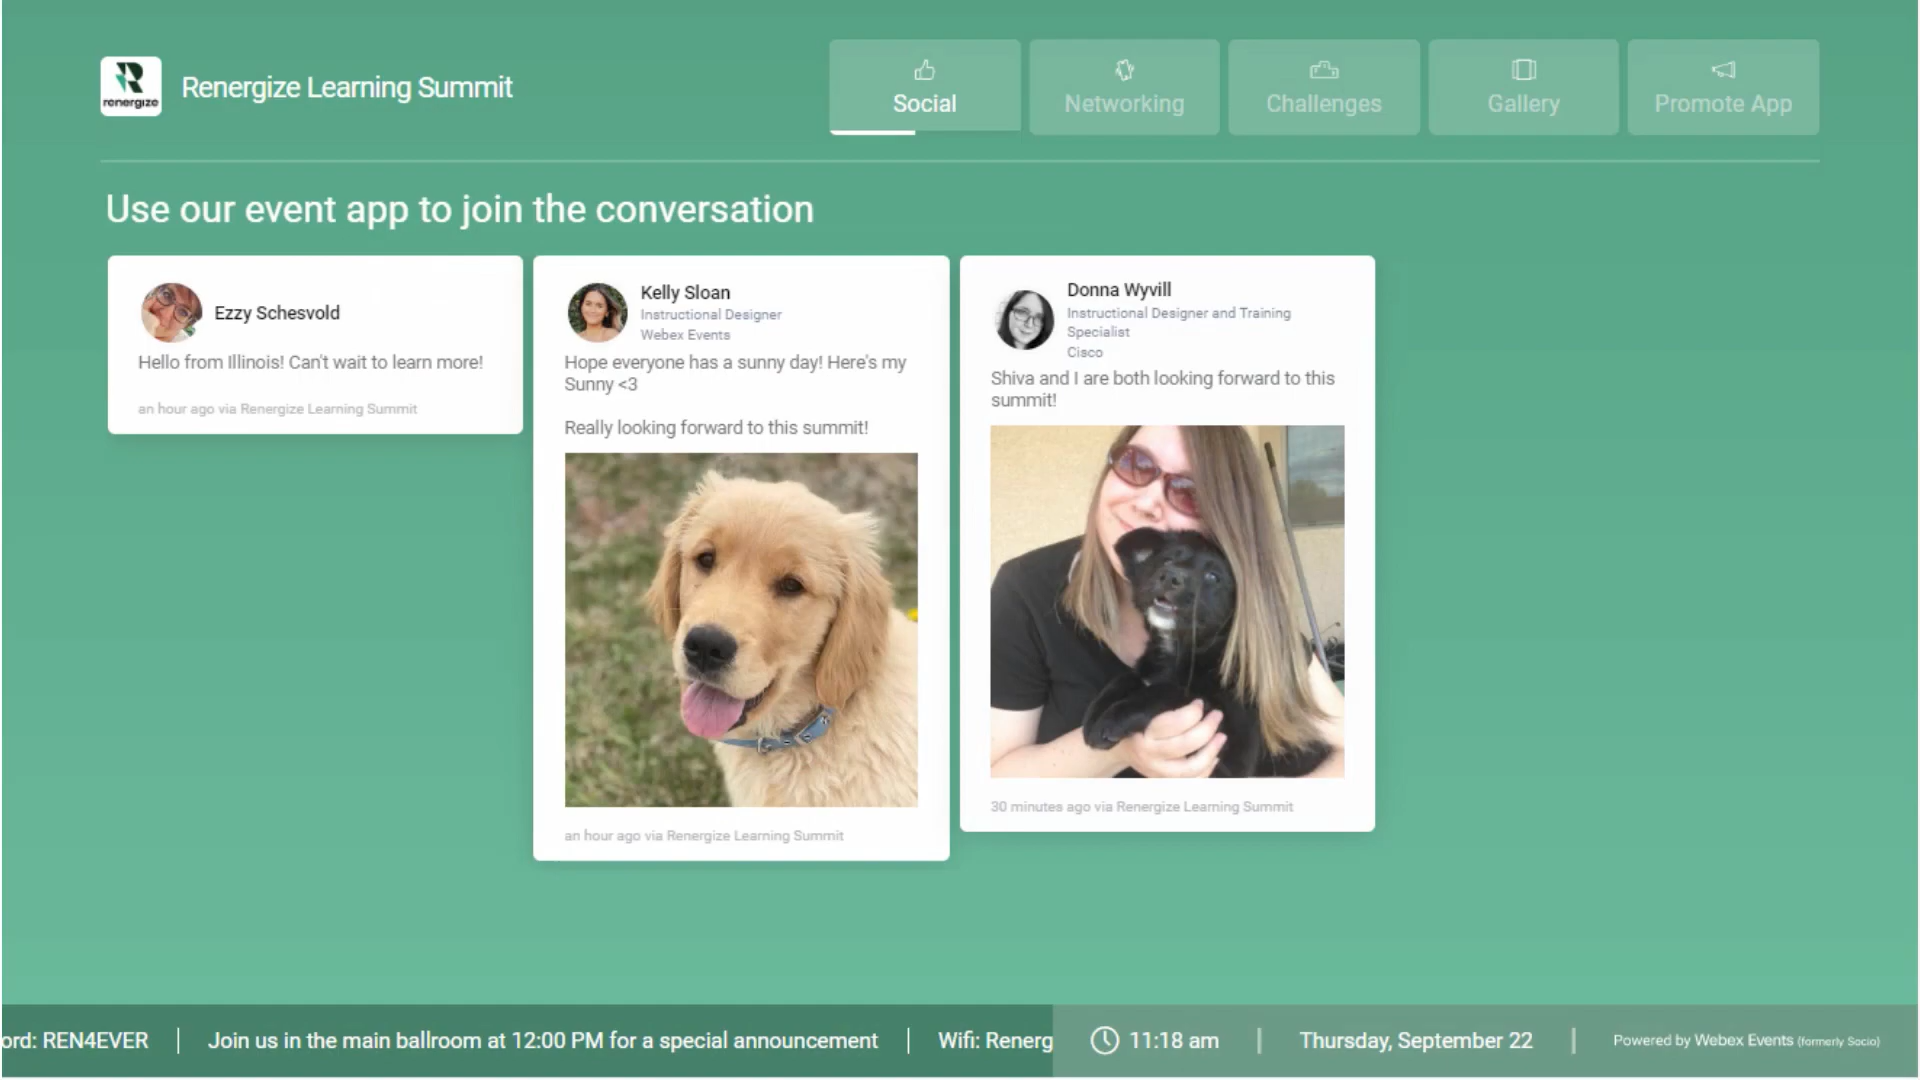 renergize
Renergize Learning Summit
Social
Networking
Challenges
Gallery
Promote App
Use our event app to join the conversation
Ezzy Schesvold
Hello from Illinois! Can't wait to learn more!
an hour ago via Renergize Learning Summit
Kelly Sloan
Instructional Designer
Webex Events
Hope everyone has a sunny day! Here's my
Sunny <3
Really looking forward to this summit!
an hour ago via Renergize Learning Summit
Donna Wyvill
Instructional Designer and Training
Specialist
Cisco
Shiva and I are both looking forward to this
summit!
30 minutes ago via Renergize Learning Summit
ord: REN4EVER | Join us in the main ballroom at 12:00 PM for a special announcement | Wifi: Renerg
11:18 am | Thursday, September 22 | Powered by Webex Events (formerly Socio)